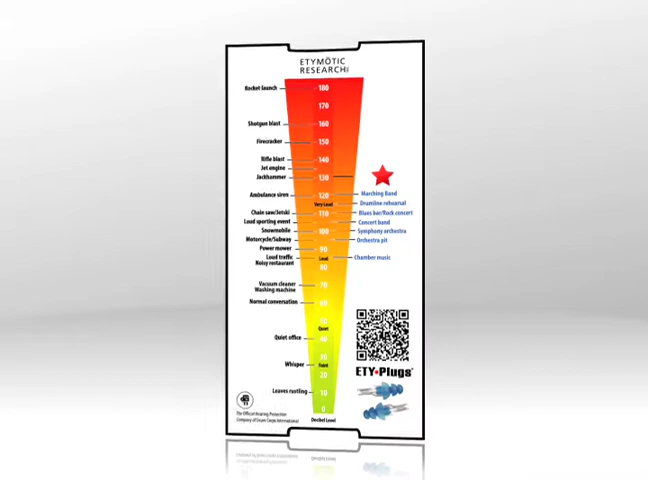 ETYMŌTIC
RESEARCH
Rocket launch
180
170
Shotgun blast
160
Firecracker
150
Rifle blast
140
Jet engine
Jackhammer
130
Ambulance siren
120
Marching Band
Very Loud
Drumline rehearsal
Chain saw/Jetski
110
Blues bar/Rock concert
Loud sporting event
Concert band
Snowmobile
100
Symphony orchestra
Motorcycle/Subway
Orchestra pit
Power mower
90
Loud traffic
Loud
Chamber music
Noisy restaurant
80
Vacuum cleaner
70
Washing machine
Normal conversation
60
50
Quiet
Quiet office
40
30
Whisper
Faint
20
Leaves rustling
10
0
Decibel Level
ETY•Plugs
The Official Hearing Protection
Company of Drum Corps International